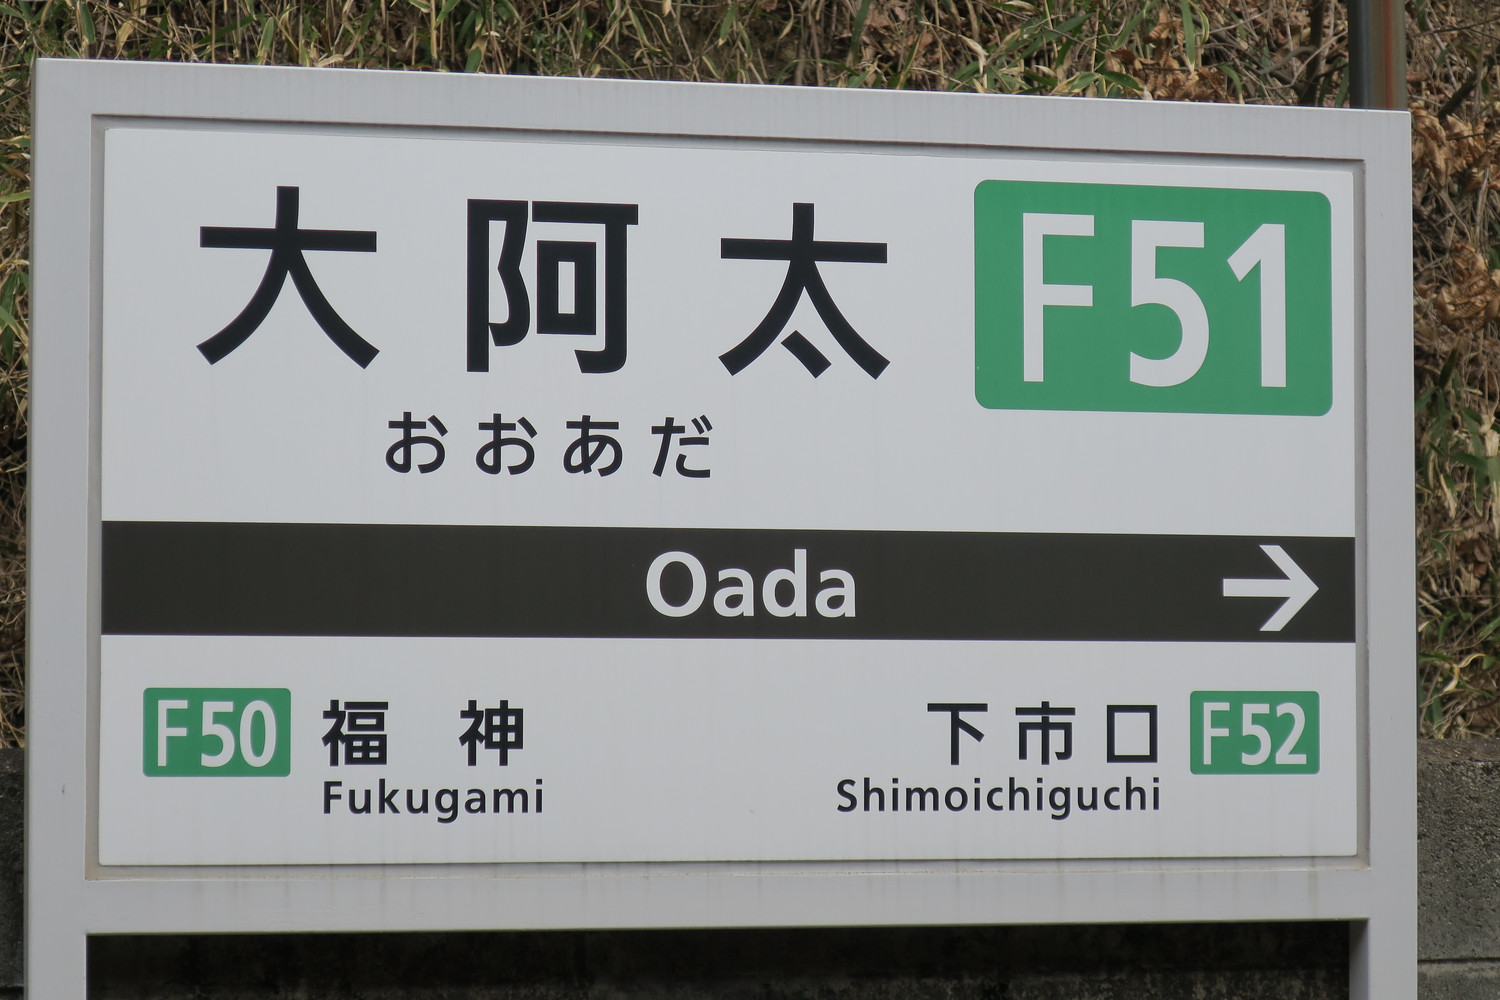 大阿太 F51
おおあだ
Oada →
F50 福神 下市口 F52
Fukugami Shimoichiguchi